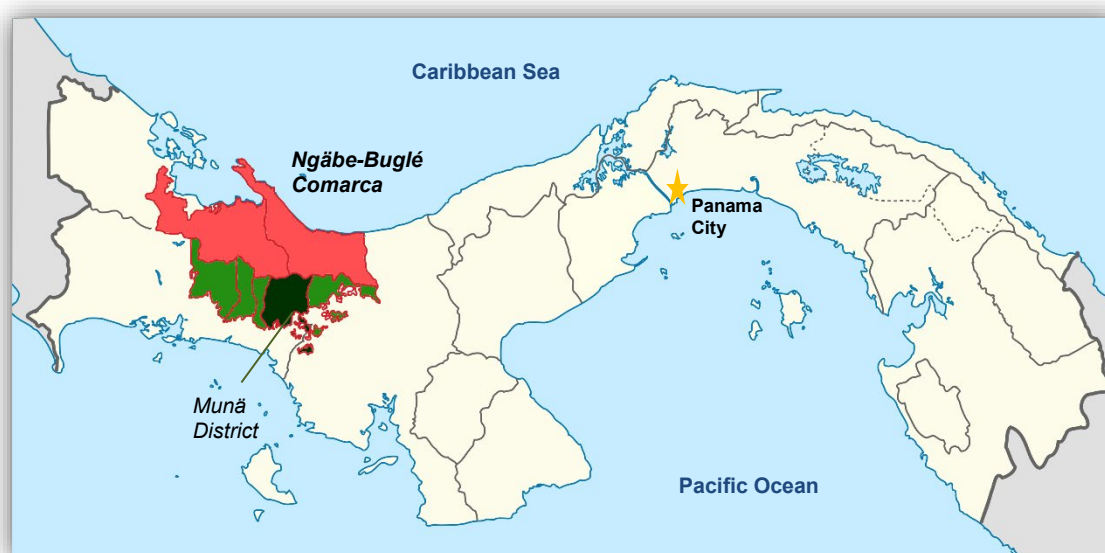 Caribbean Sea
Ngäbe-Buglé
Comarca
Panama
City
Munä
District
Pacific Ocean